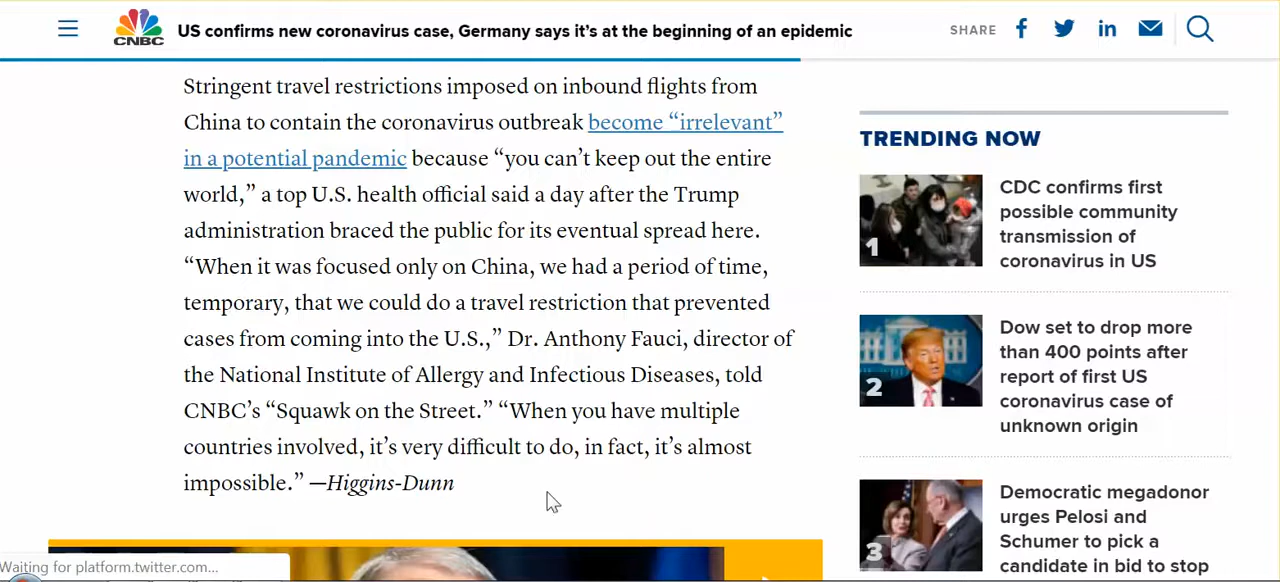 CNBC
US confirms new coronavirus case, Germany says it's at the beginning of an epidemic
SHARE
Stringent travel restrictions imposed on inbound flights from
China to contain the coronavirus outbreak become “irrelevant”
in a potential pandemic because “you can't keep out the entire
world,” a top U.S. health official said a day after the Trump
administration braced the public for its eventual spread here.
“When it was focused only on China, we had a period of time,
temporary, that we could do a travel restriction that prevented
cases from coming into the U.S.,” Dr. Anthony Fauci, director of
the National Institute of Allergy and Infectious Diseases, told
CNBC's “Squawk on the Street.” “When you have multiple
countries involved, it's very difficult to do, in fact, it's almost
impossible.” —Higgins-Dunn
TRENDING NOW
1
CDC confirms first
possible community
transmission of
coronavirus in US
2
Dow set to drop more
than 400 points after
report of first US
coronavirus case of
unknown origin
3
Democratic megadonor
urges Pelosi and
Schumer to pick a
candidate in bid to stop
Waiting for platform.twitter.com...